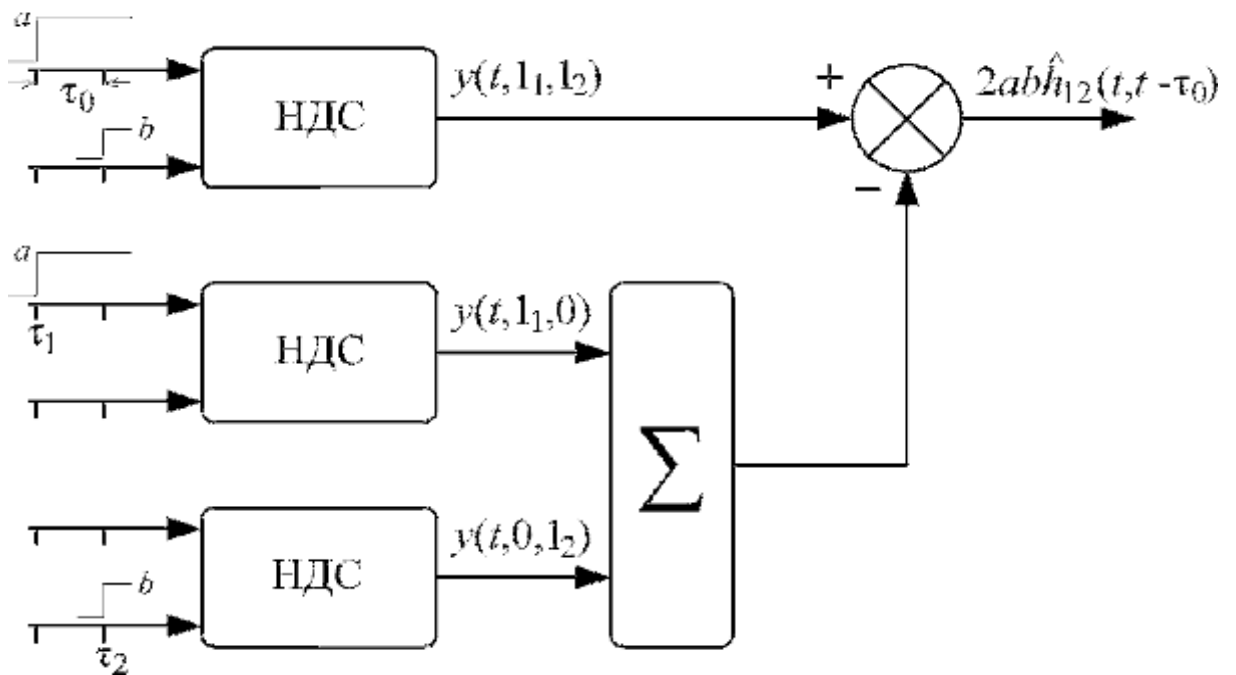 a
τ₀
b
НДС
y(t,1₁,1₂)
+
−
2abĥ₁₂(t,t-τ₀)
a
τ₁
НДС
y(t,1₁,0)
Σ
b
τ₂
НДС
y(t,0,1₂)